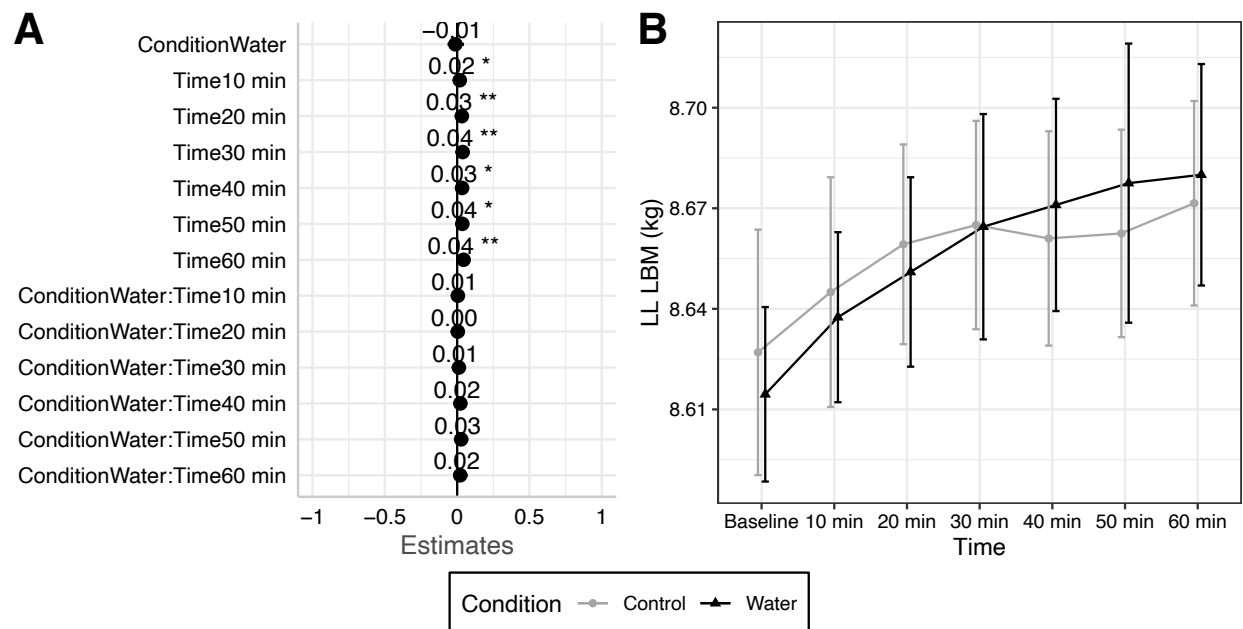 A
ConditionWater
−0.01
Time10 min
0.02 *
Time20 min
0.03 **
Time30 min
0.04 **
Time40 min
0.03 *
Time50 min
0.04 *
Time60 min
0.04 **
ConditionWater:Time10 min
0.01
ConditionWater:Time20 min
0.00
ConditionWater:Time30 min
0.01
ConditionWater:Time40 min
0.02
ConditionWater:Time50 min
0.03
ConditionWater:Time60 min
0.02
−1 −0.5 0 0.5 1
Estimates
B
LL LBM (kg)
8.70
8.67
8.64
8.61
Baseline 10 min 20 min 30 min 40 min 50 min 60 min
Time
Condition Control Water